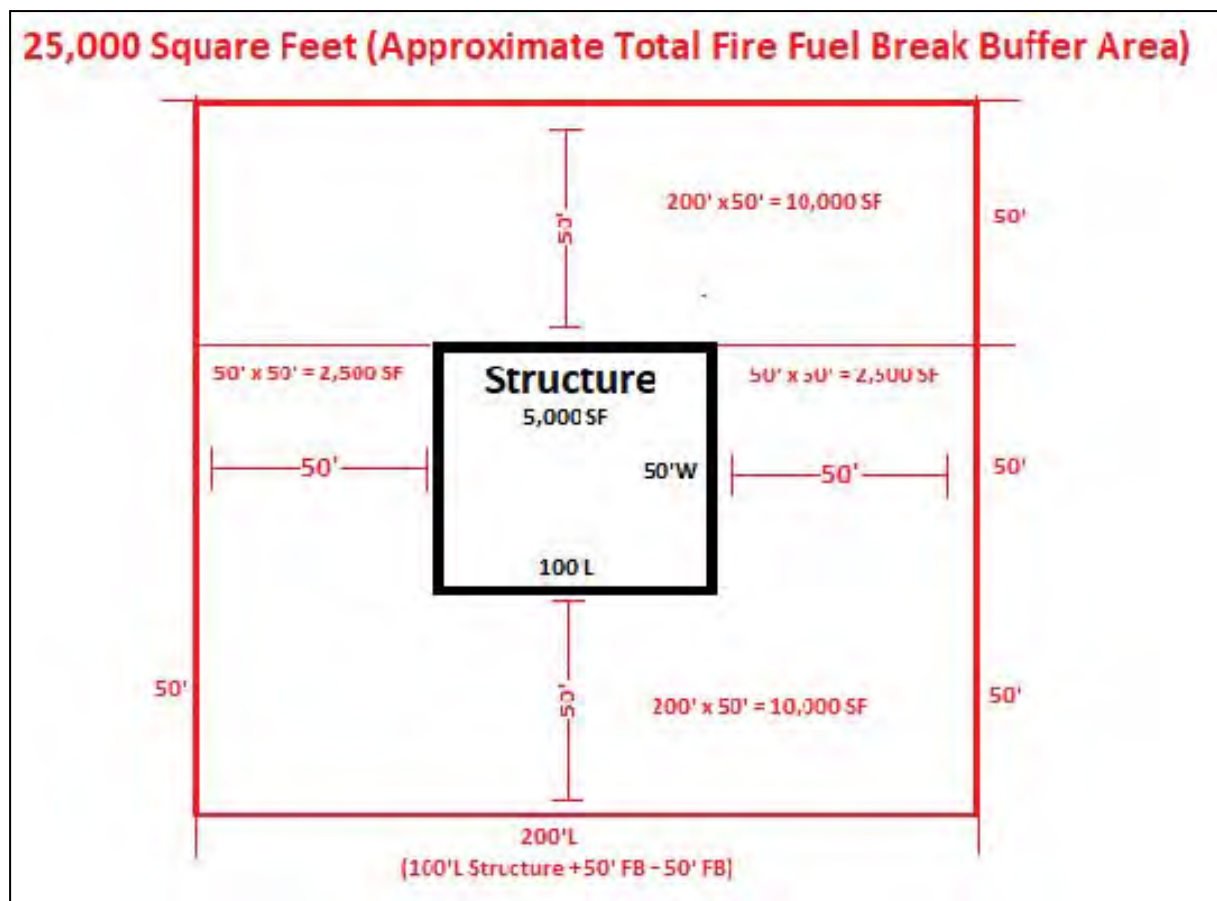 25,000 Square Feet (Approximate Total Fire Fuel Break Buffer Area)
200' x 50' = 10,000 SF
50'
50'
50' x 50' = 2,500 SF
Structure
5,000 SF
50' x 50' = 2,500 SF
50'
50'W
50'
50'
100 L
50'
50'
200' x 50' = 10,000 SF
50'
200'L
(100'L Structure +50' FB - 50' FB)